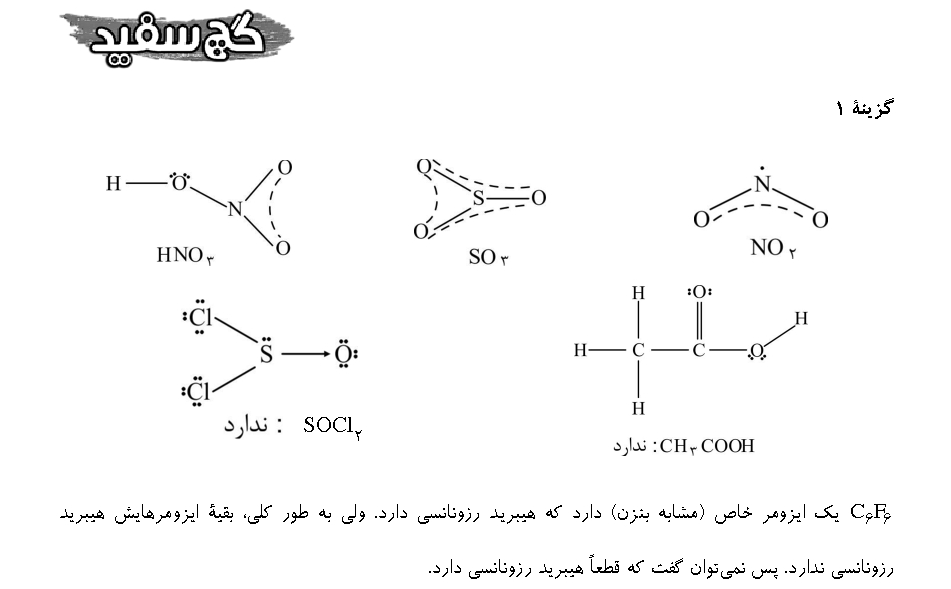 گچ سفید
گزینهٔ ۱
H O N O O
HNO۳
O S O O
SO۳
N O O
NO۲
Cl S O Cl
SOCl۲ : ندارد
H H C H C O O H
CH۳COOH : ندارد
C۶F۶ یک ایزومر خاص (مشابه بنزن) دارد که هیبرید رزونانسی دارد. ولی به طور کلی، بقیهٔ ایزومرهایش هیبرید
رزونانسی ندارد. پس نمی‌توان گفت که قطعاً هیبرید رزونانسی دارد.